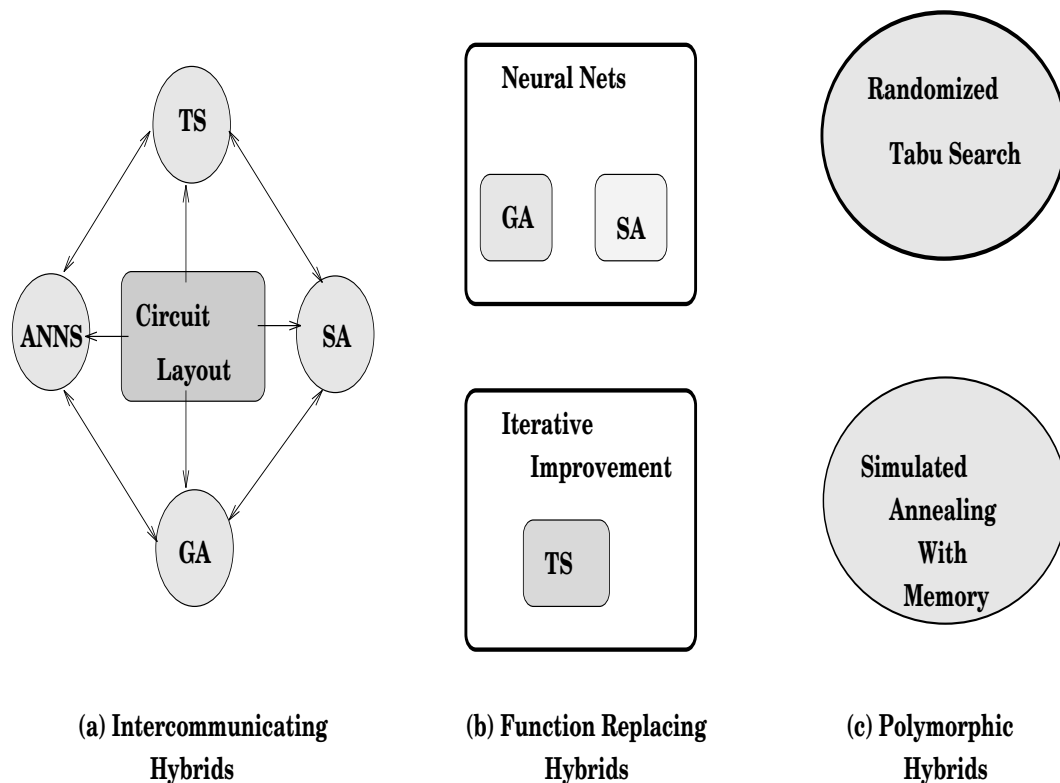 TS
ANNS
Circuit
Layout
SA
GA
(a) Intercommunicating
Hybrids
Neural Nets
GA
SA
Iterative
Improvement
TS
(b) Function Replacing
Hybrids
Randomized
Tabu Search
Simulated
Annealing
With
Memory
(c) Polymorphic
Hybrids